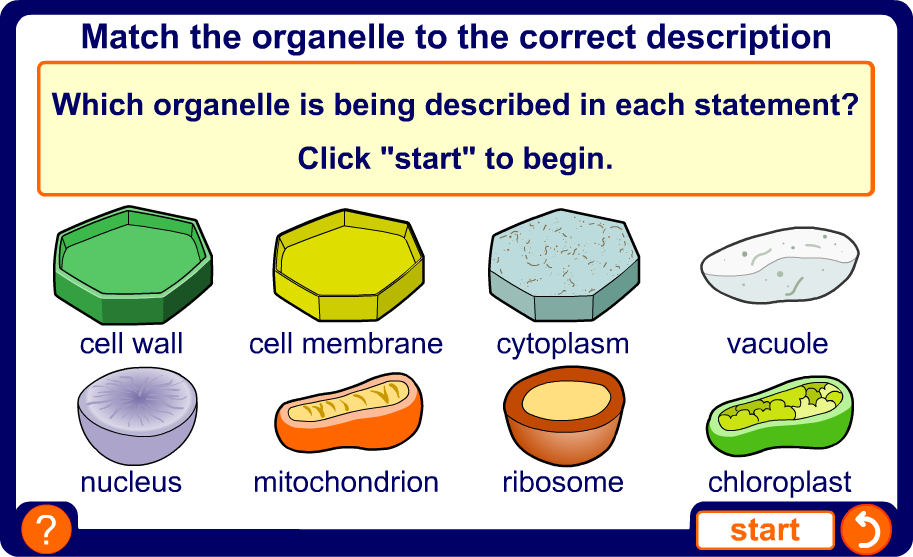 Match the organelle to the correct description
Which organelle is being described in each statement?
Click "start" to begin.
cell wall
cell membrane
cytoplasm
vacuole
nucleus
mitochondrion
ribosome
chloroplast
?
start